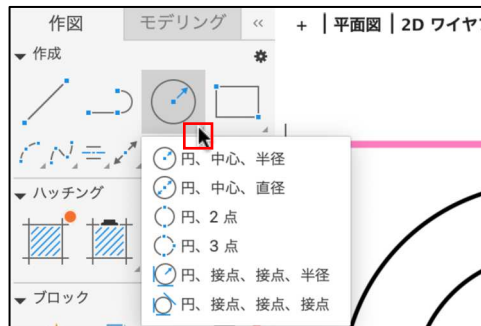 作図 モデリング ‹‹ + | 平面図 | 2D ワイヤ
作成
円、中心、半径
円、中心、直径
円、2 点
円、3 点
円、接点、接点、半径
円、接点、接点、接点
ハッチング
ブロック